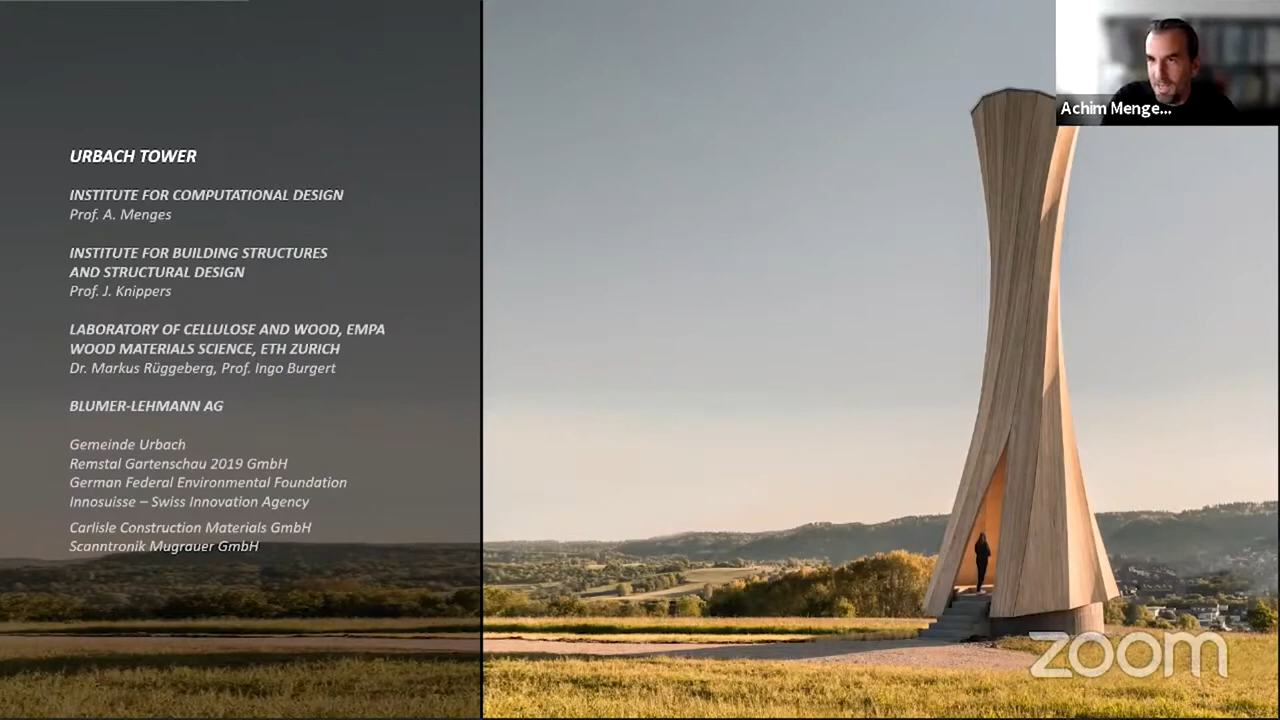 URBACH TOWER
INSTITUTE FOR COMPUTATIONAL DESIGN
Prof. A. Menges
INSTITUTE FOR BUILDING STRUCTURES
AND STRUCTURAL DESIGN
Prof. J. Knippers
LABORATORY OF CELLULOSE AND WOOD, EMPA
WOOD MATERIALS SCIENCE, ETH ZURICH
Dr. Markus Rüggeberg, Prof. Ingo Burgert
BLUMER-LEHMANN AG
Gemeinde Urbach
Remstal Gartenschau 2019 GmbH
German Federal Environmental Foundation
Innosuisse – Swiss Innovation Agency
Carlisle Construction Materials GmbH
Scanntronik Mugrauer GmbH
Achim Menge...
zoom